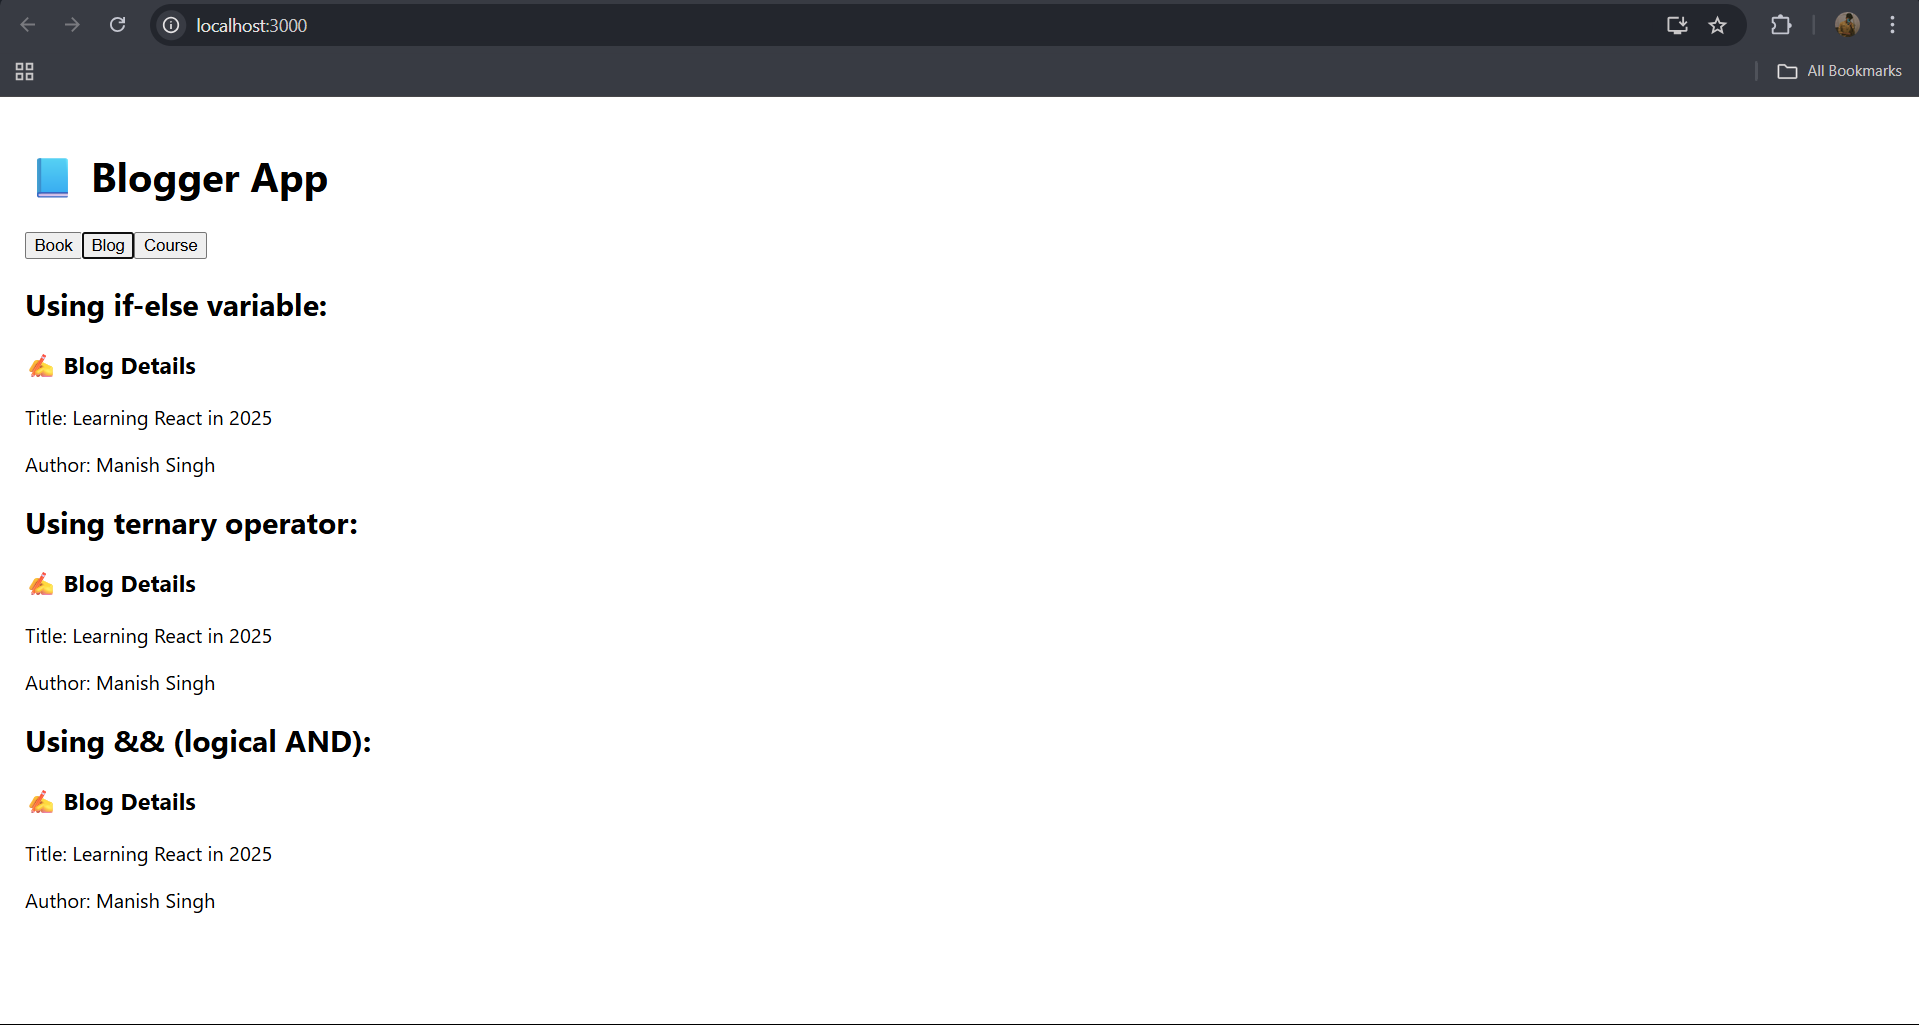 localhost:3000
All Bookmarks
📘 Blogger App
Book Blog Course
Using if-else variable:
✍️ Blog Details
Title: Learning React in 2025
Author: Manish Singh
Using ternary operator:
✍️ Blog Details
Title: Learning React in 2025
Author: Manish Singh
Using && (logical AND):
✍️ Blog Details
Title: Learning React in 2025
Author: Manish Singh